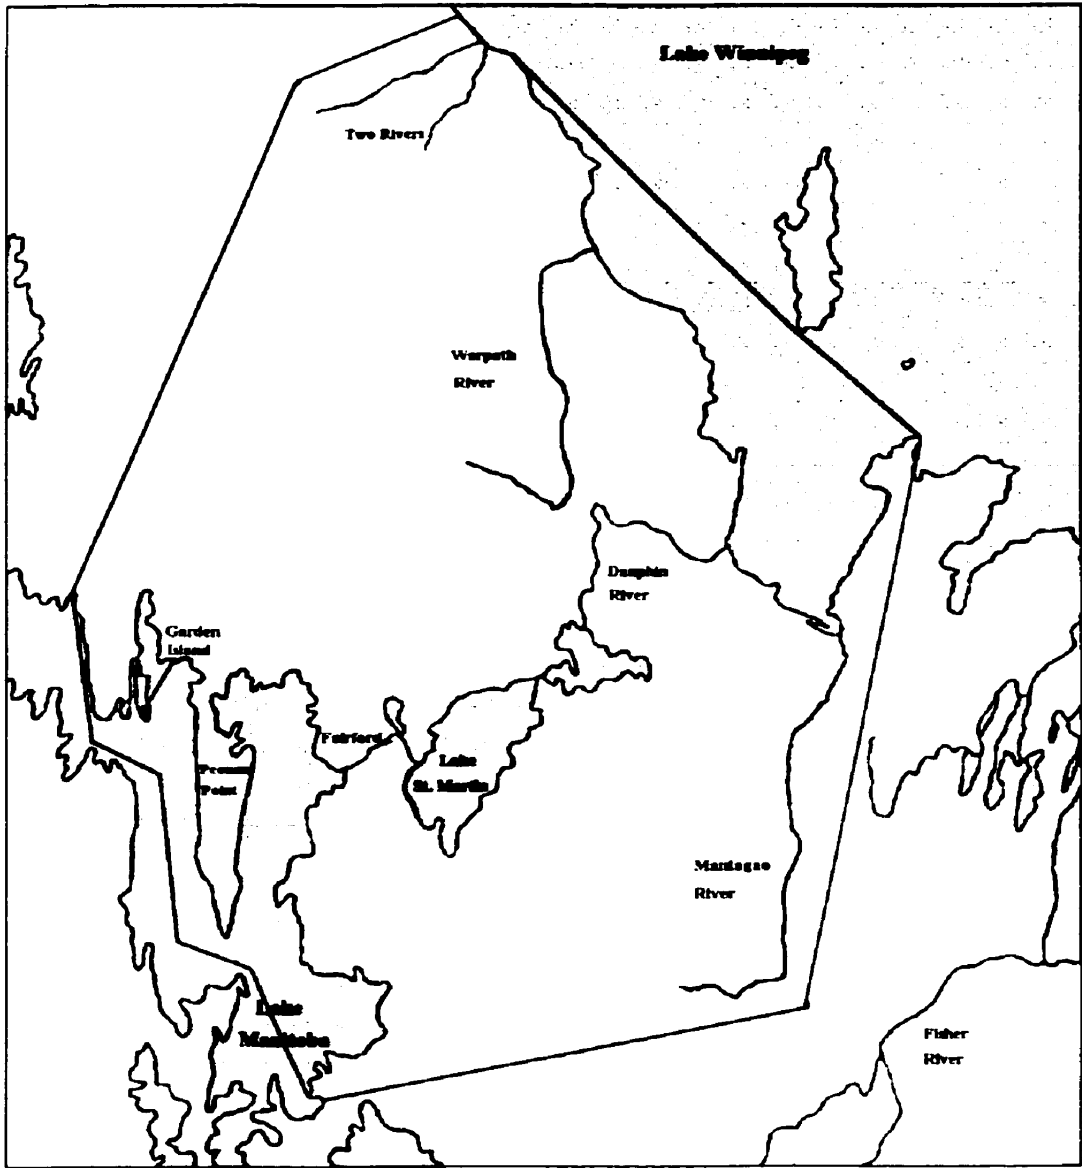 Lake Winnipeg
Two Rivers
Warpath
River
Dauphin
River
Garden
Island
Fairford
Lake
St. Martin
Point
Mantagao
River
Lake
Manitoba
Fisher
River